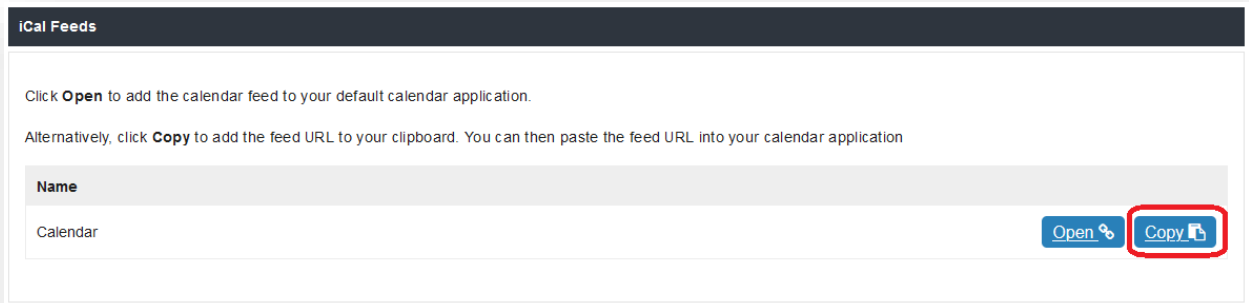 iCal Feeds
Click Open to add the calendar feed to your default calendar application.
Alternatively, click Copy to add the feed URL to your clipboard. You can then paste the feed URL into your calendar application
Name
Calendar
Open
Copy